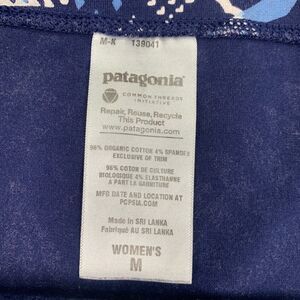 M-K 139041
patagonia
COMMON THREADS
INITIATIVE
Repair, Reuse, Recycle
This Product
www.patagonia.com
96% ORGANIC COTTON 4% SPANDEX
EXCLUSIVE OF TRIM
96% COTON DE CULTURE
BIOLOGIQUE 4% ELASTHANNE
A PART LA GARNITURE
MFG DATE AND LOCATION AT
PGPSIA.COM
Made in SRI LANKA
Fabriqué AU SRI LANKA
WOMEN'S
M